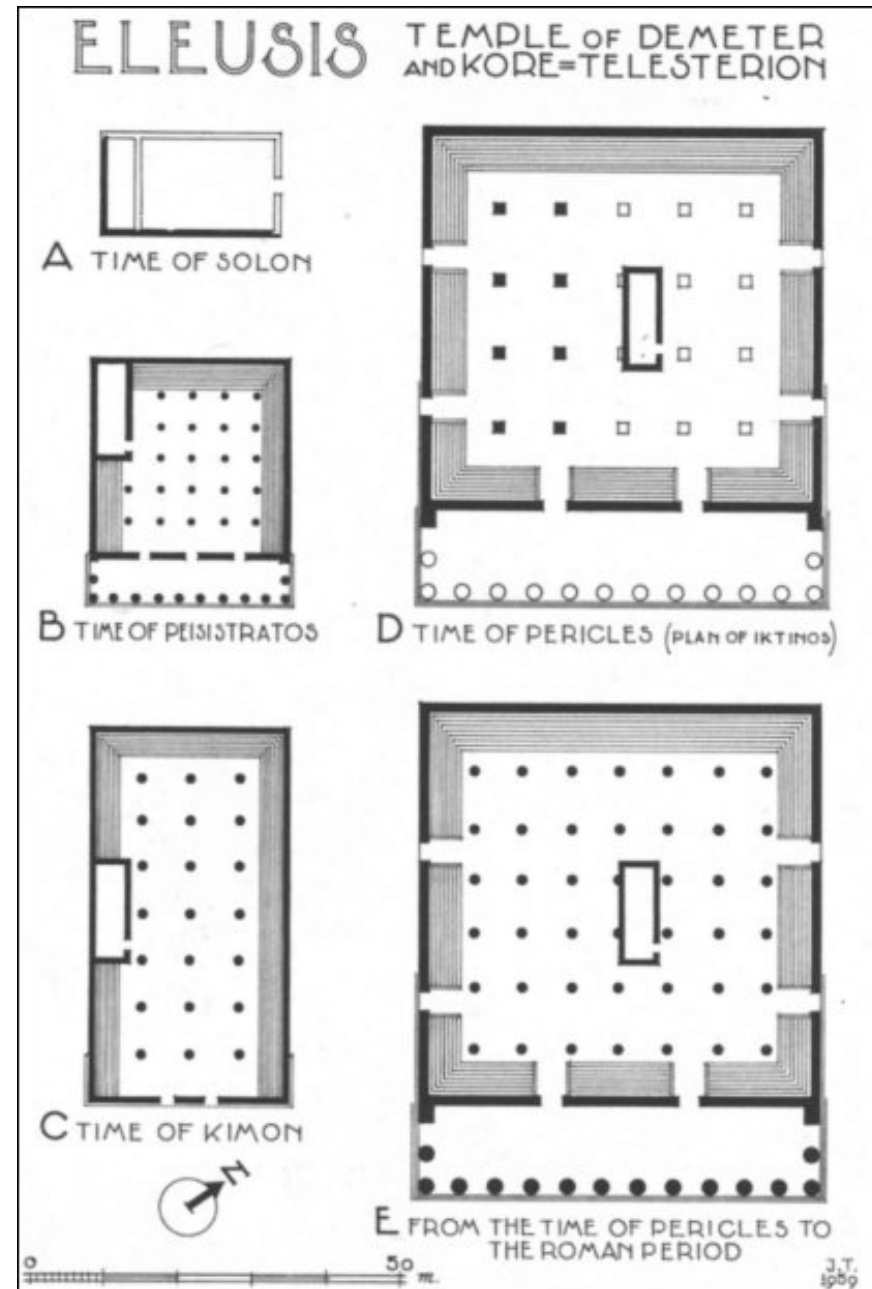 ELEUSIS
TEMPLE OF DEMETER
AND KORE=TELESTERION
A TIME OF SOLON
B TIME OF PEISISTRATOS
C TIME OF KIMON
N
D TIME OF PERICLES (PLAN OF IKTINOS)
E FROM THE TIME OF PERICLES TO
THE ROMAN PERIOD
0 50 m.
J.T.
1959